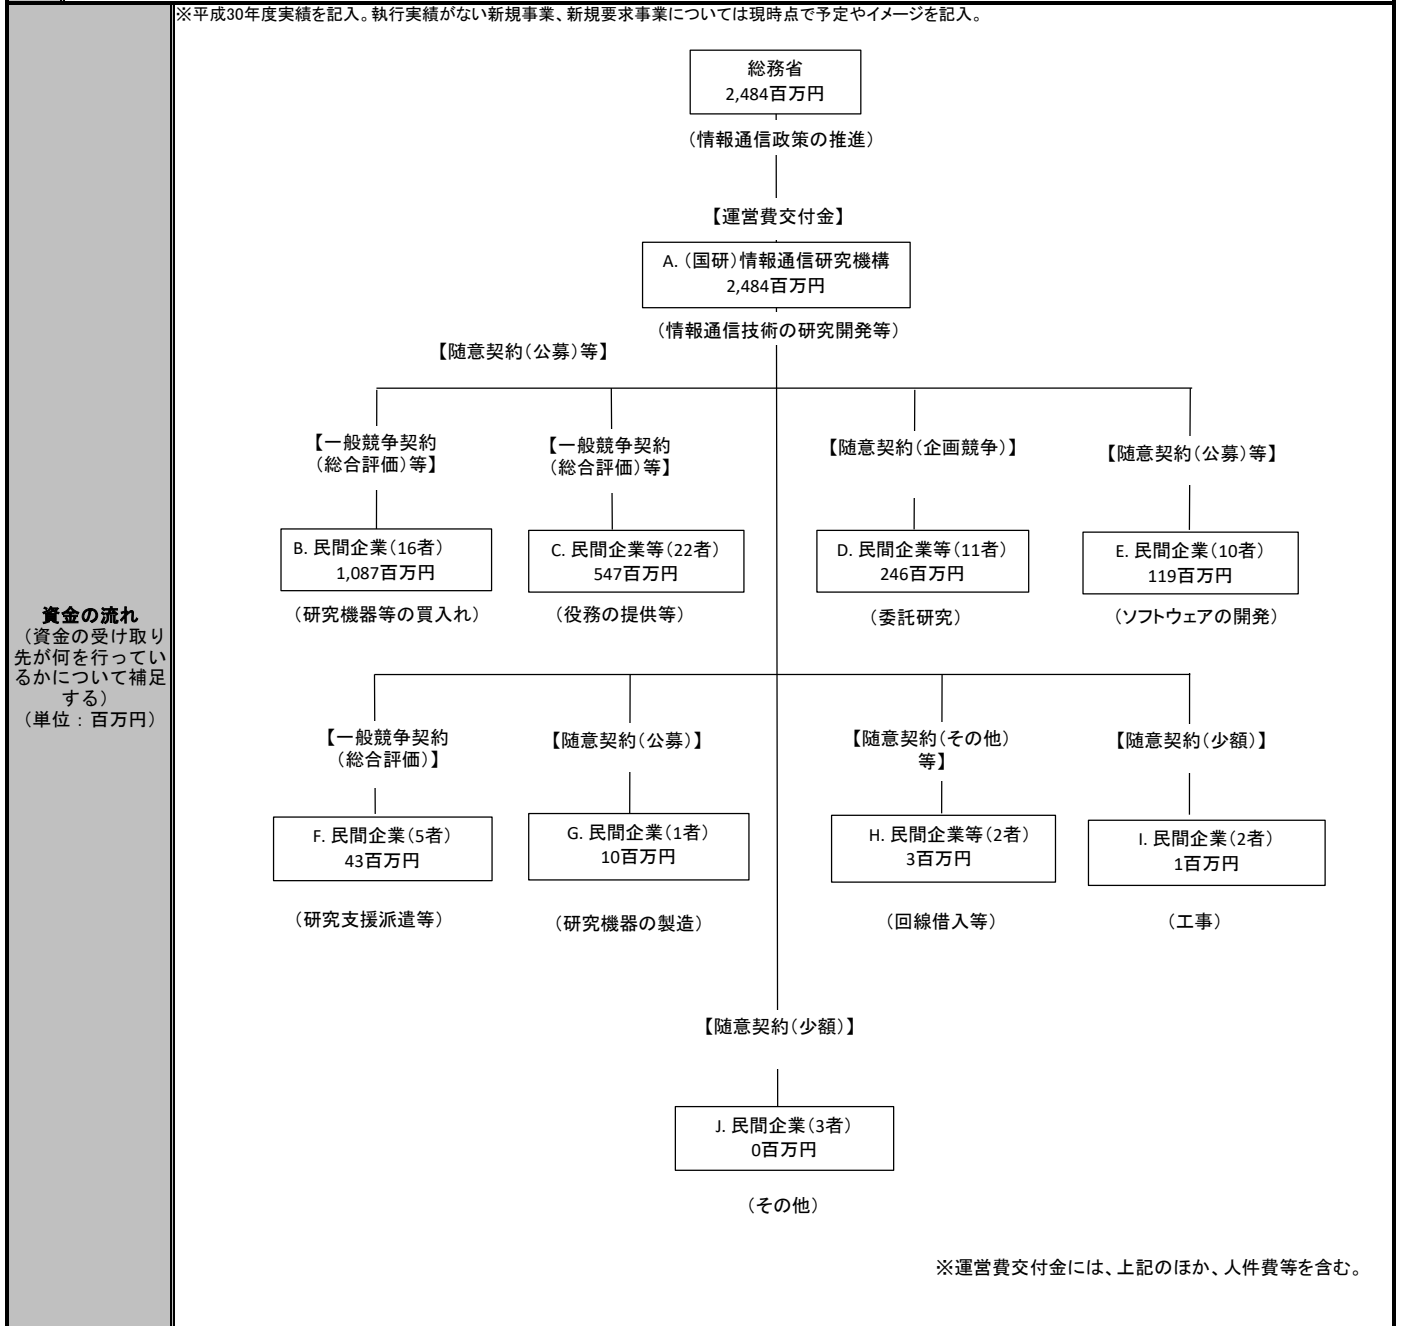 ※平成30年度実績を記入。執行実績がない新規事業、新規要求事業については現時点で予定やイメージを記入。
資金の流れ
（資金の受け取り
先が何を行ってい
るかについて補足
する）
（単位：百万円）
総務省
2,484百万円
（情報通信政策の推進）
【運営費交付金】
A.（国研）情報通信研究機構
2,484百万円
（情報通信技術の研究開発等）
【随意契約（公募）等】
【一般競争契約
（総合評価）等】
【一般競争契約
（総合評価）等】
【随意契約（企画競争）】
【随意契約（公募）等】
B. 民間企業（16者）
1,087百万円
C. 民間企業等（22者）
547百万円
D. 民間企業等（11者）
246百万円
E. 民間企業（10者）
119百万円
（研究機器等の買入れ）
（役務の提供等）
（委託研究）
（ソフトウェアの開発）
【一般競争契約
（総合評価）】
【随意契約（公募）】
【随意契約（その他）
等】
【随意契約（少額）】
F. 民間企業（5者）
43百万円
G. 民間企業（1者）
10百万円
H. 民間企業等（2者）
3百万円
I. 民間企業（2者）
1百万円
（研究支援派遣等）
（研究機器の製造）
（回線借入等）
（工事）
【随意契約（少額）】
J. 民間企業（3者）
0百万円
（その他）
※運営費交付金には、上記のほか、人件費等を含む。